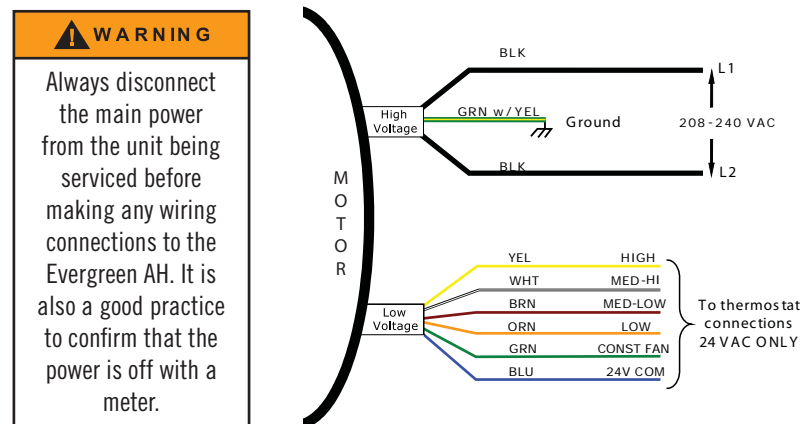 WARNING
Always disconnect
the main power
from the unit being
serviced before
making any wiring
connections to the
Evergreen AH. It is
also a good practice
to confirm that the
power is off with a
meter.
MOTOR
High
Voltage
BLK
L1
GRN w/YEL
Ground
208-240 VAC
BLK
L2
Low
Voltage
YEL HIGH
WHT MED-HI
BRN MED-LOW
ORN LOW
GRN CONST FAN
BLU 24V COM
To thermostat
connections
24 VAC ONLY